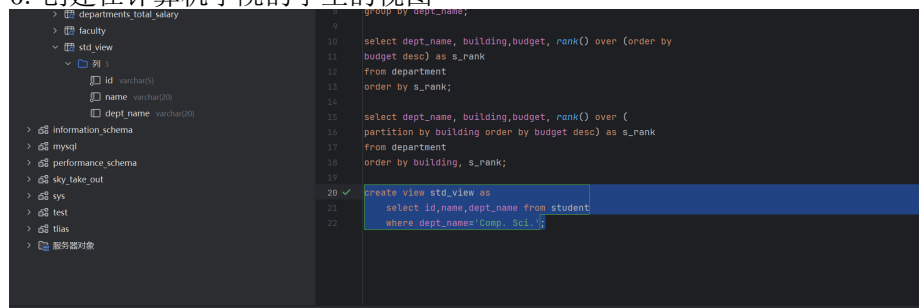 6. 创建在计算机学院的学生的视图
departments_total_salary
faculty
std_view
列 3
id varchar(5)
name varchar(20)
dept_name varchar(20)
information_schema
mysql
performance_schema
sky_take_out
sys
test
tlias
服务器对象
group by dept_name;
9
10 select dept_name, building,budget, rank() over (order by
11 budget desc) as s_rank
12 from department
13 order by s_rank;
14
15 select dept_name, building,budget, rank() over (
16 partition by building order by budget desc) as s_rank
17 from department
18 order by building, s_rank;
19
20 create view std_view as
21 select id,name,dept_name from student
22 where dept_name='Comp. Sci.';